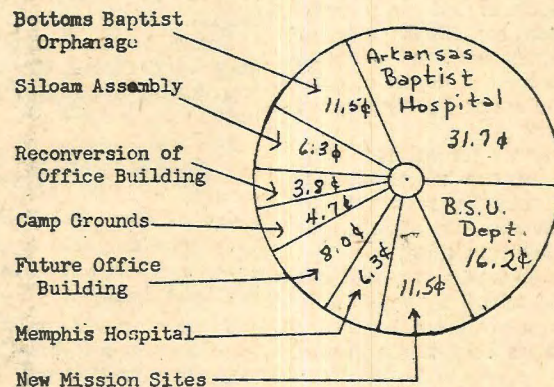 Bottoms Baptist
Orphanage
Siloam Assembly
Reconversion of
Office Building
Camp Grounds
Future Office
Building
Memphis Hospital
New Mission Sites
Arkansas
Baptist
Hospital
31.7¢
B.S.U.
Dept.
16.2¢
11.5¢
6.3¢
3.8¢
4.7¢
8.0¢
6.3¢
11.5¢